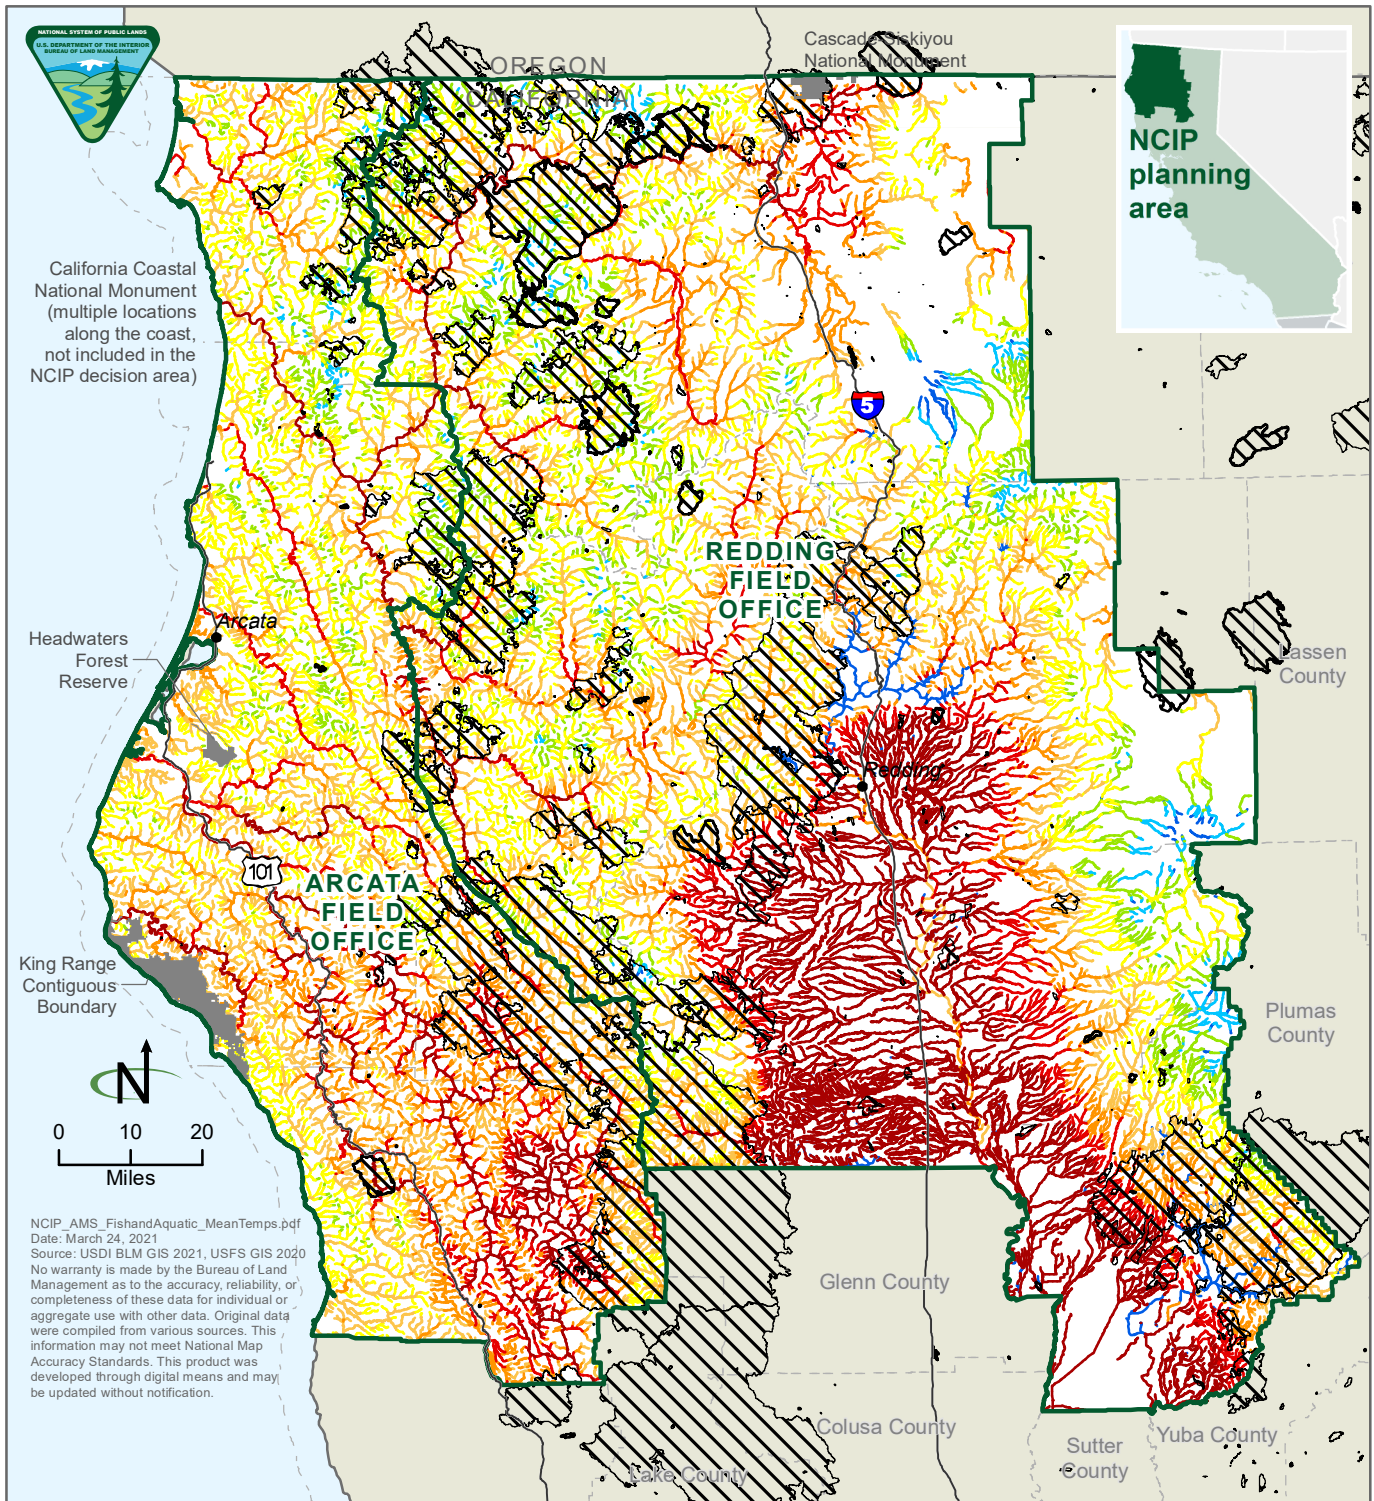 NATIONAL SYSTEM OF PUBLIC LANDS
U.S. DEPARTMENT OF THE INTERIOR
BUREAU OF LAND MANAGEMENT
OREGON
CALIFORNIA
Cascade-Siskiyou
National Monument
NCIP
planning
area
California Coastal
National Monument
(multiple locations
along the coast,
not included in the
NCIP decision area)
5
REDDING
FIELD
OFFICE
Arcata
Headwaters
Forest
Reserve
Lassen
County
Redding
101
ARCATA
FIELD
OFFICE
King Range
Contiguous
Boundary
Plumas
County
N
0 10 20
Miles
NCIP_AMS_FishandAquatic_MeanTemps.pdf
Date: March 24, 2021
Source: USDI BLM GIS 2021, USFS GIS 2020
No warranty is made by the Bureau of Land
Management as to the accuracy, reliability, or
completeness of these data for individual or
aggregate use with other data. Original data
were compiled from various sources. This
information may not meet National Map
Accuracy Standards. This product was
developed through digital means and may
be updated without notification.
Glenn County
Colusa County
Sutter
County
Yuba County
Lake County